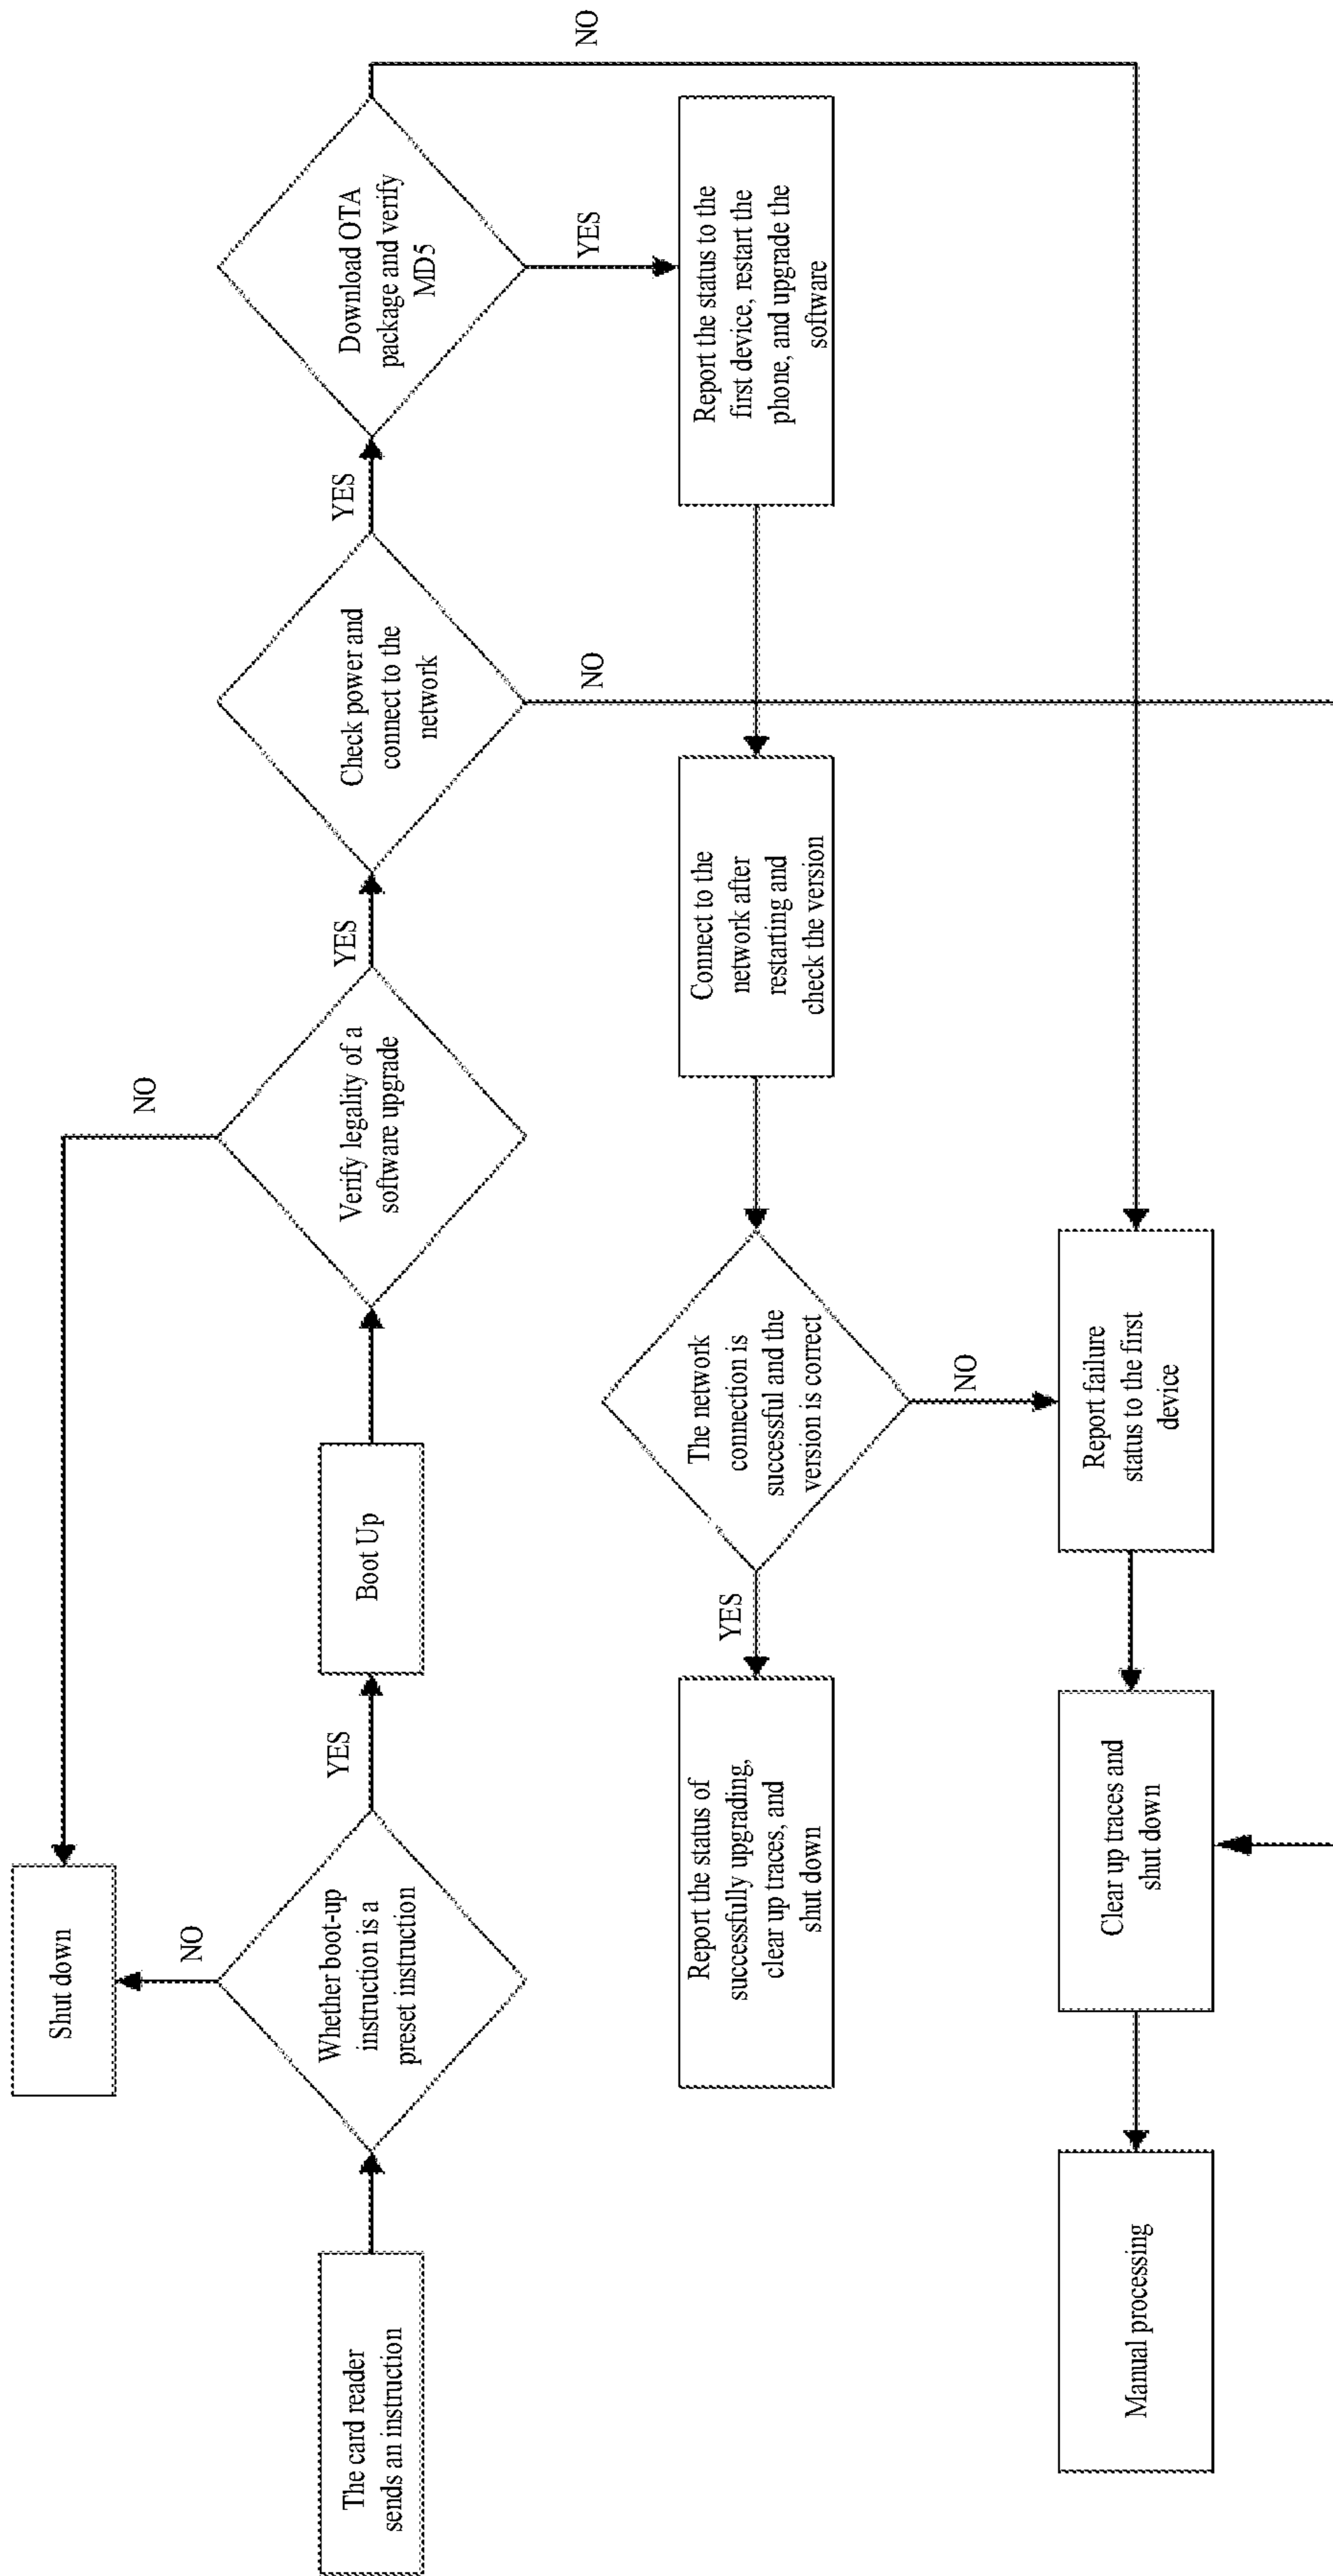 The card reader
sends an instruction
Whether boot-up
instruction is a
preset instruction
NO
Shut down
YES
Boot Up
Verify legality of a
software upgrade
NO
YES
Check power and
connect to the
network
NO
YES
Download OTA
package and verify
MD5
NO
YES
Report the status to the
first device, restart the
phone, and upgrade the
software
Connect to the
network after
restarting and
check the version
The network
connection is
successful and the
version is correct
YES
NO
Report the status of
successfully upgrading,
clear up traces, and
shut down
Report failure
status to the first
device
Clear up traces and
shut down
Manual processing